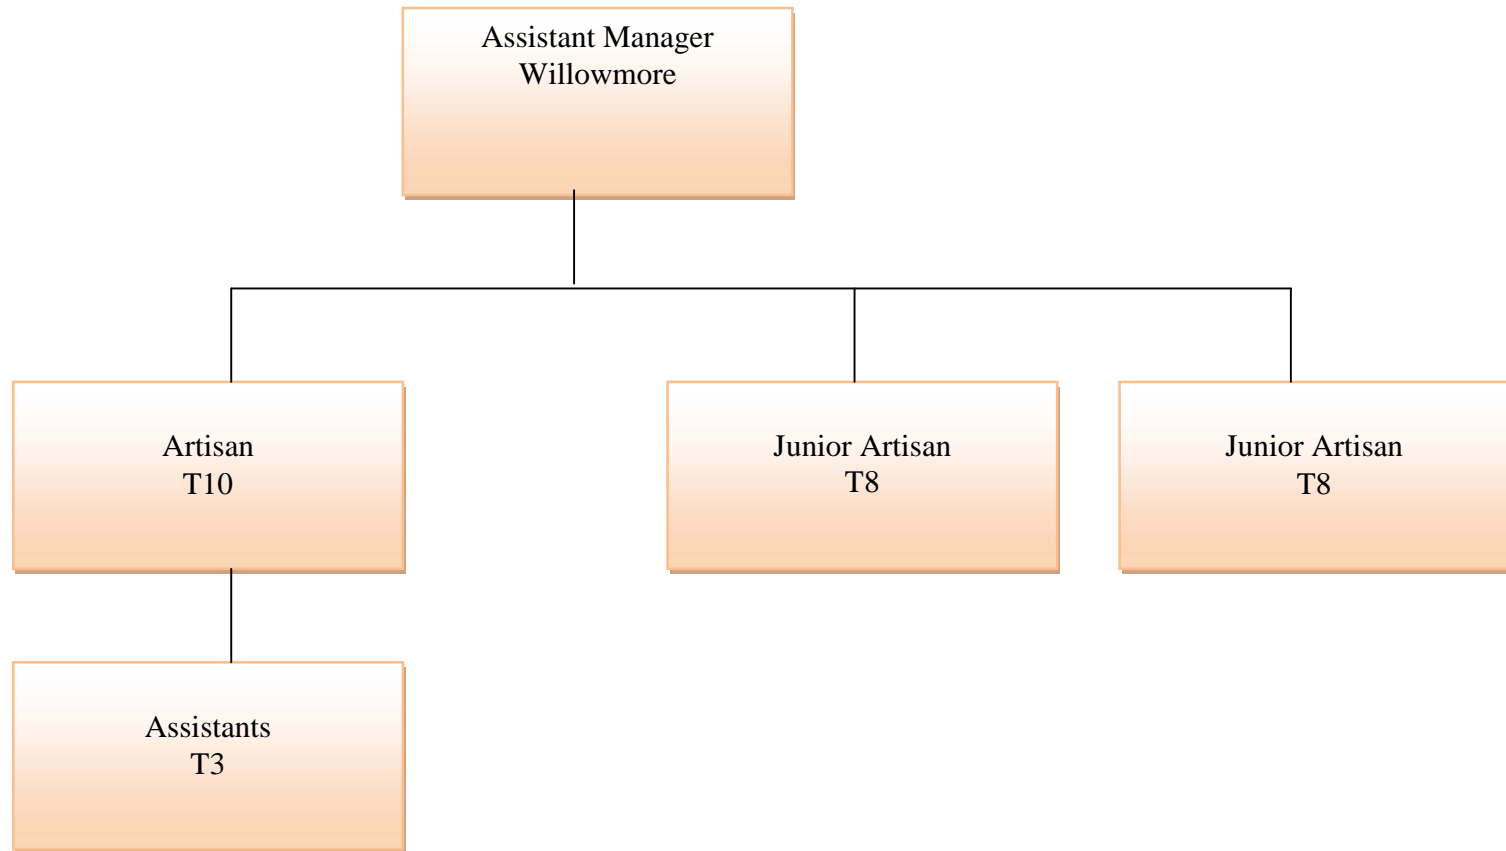 Assistant Manager
Willowmore
Artisan
T10
Junior Artisan
T8
Junior Artisan
T8
Assistants
T3